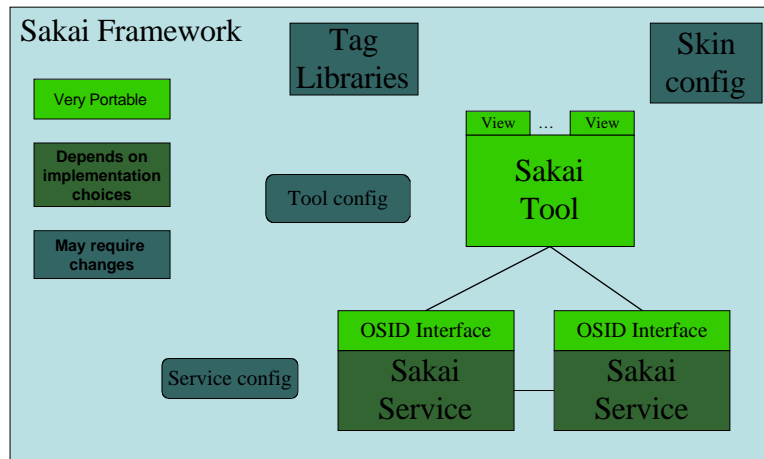 Sakai Framework
Tag
Libraries
Skin
config
Very Portable
View ... View
Depends on
implementation
choices
Sakai
Tool
Tool config
May require
changes
OSID Interface
OSID Interface
Sakai
Service
Sakai
Service
Service config